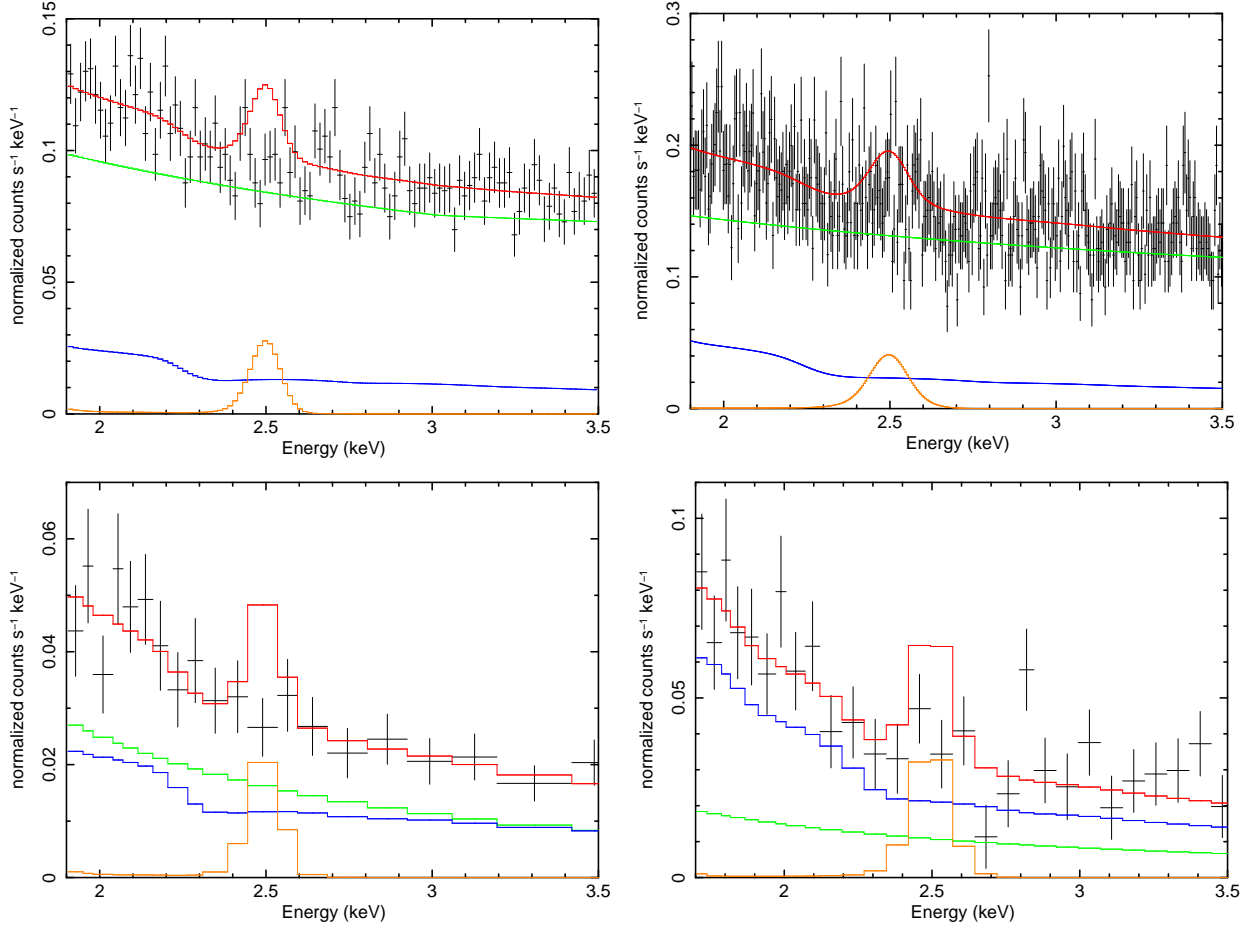 normalized counts s⁻¹ keV⁻¹
0 0.05 0.1 0.15
2 2.5 3 3.5
Energy (keV)
normalized counts s⁻¹ keV⁻¹
0 0.1 0.2 0.3
2 2.5 3 3.5
Energy (keV)
normalized counts s⁻¹ keV⁻¹
0 0.02 0.04 0.06
2 2.5 3 3.5
Energy (keV)
normalized counts s⁻¹ keV⁻¹
0 0.05 0.1
2 2.5 3 3.5
Energy (keV)